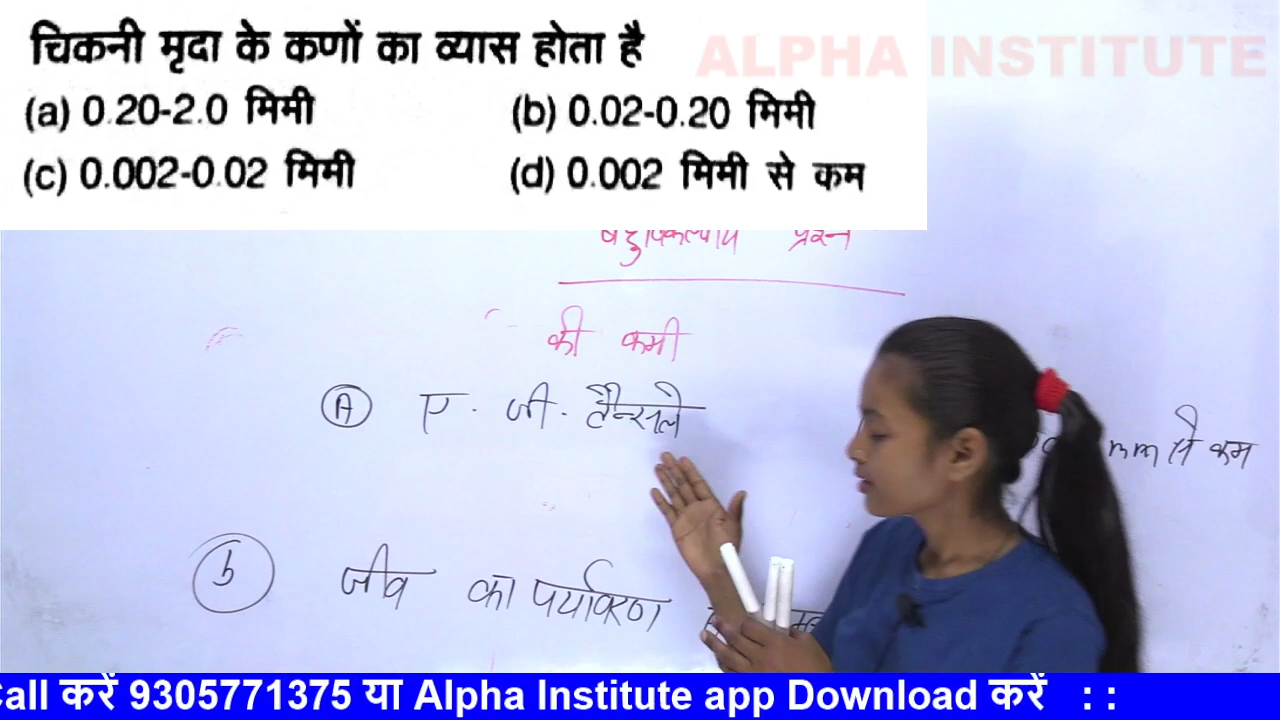 चिकनी मृदा के कणों का व्यास होता है
ALPHA INSTITUTE
(a) 0.20-2.0 मिमी (b) 0.02-0.20 मिमी
(c) 0.002-0.02 मिमी (d) 0.002 मिमी से कम
बहुविकल्पीय प्रश्न
की कमी
(A) ए. जी. टैन्सले
mm से कम
(b) जीव का पर्यावरण
Call करें 9305771375 या Alpha Institute app Download करें : :